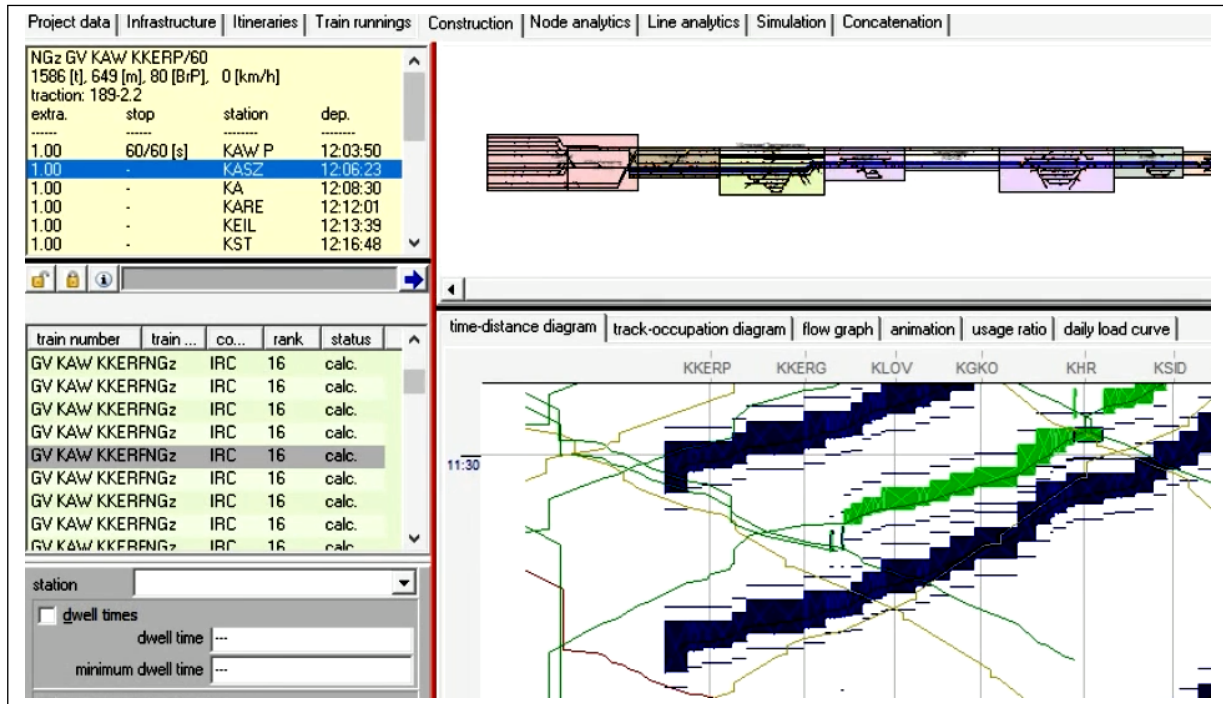 Project data Infrastructure Itineraries Train runnings Construction Node analytics Line analytics Simulation Concatenation
NGz GV KAW KKERP/60
1586 [t], 649 [m], 80 [BrP], 0 [km/h]
traction: 189-2.2
extra. stop station dep.
------ ------ -------- --------
1.00 60/60 [s] KAW P 12:03:50
1.00 - KASZ 12:06:23
1.00 - KA 12:08:30
1.00 - KARE 12:12:01
1.00 - KEIL 12:13:39
1.00 - KST 12:16:48
train number train ... co... rank status
GV KAW KKERFNGz IRC 16 calc.
GV KAW KKERFNGz IRC 16 calc.
GV KAW KKERFNGz IRC 16 calc.
GV KAW KKERFNGz IRC 16 calc.
GV KAW KKERFNGz IRC 16 calc.
GV KAW KKERFNGz IRC 16 calc.
GV KAW KKERFNGz IRC 16 calc.
GV KAW KKERFNGz IRC 16 calc.
GV KAW KKERFNGz IRC 16 calc.
station
dwell times
dwell time ---
minimum dwell time ---
time-distance diagram track-occupation diagram flow graph animation usage ratio daily load curve
KKERP KKERG KLOV KGKO KHR KSID
11:30